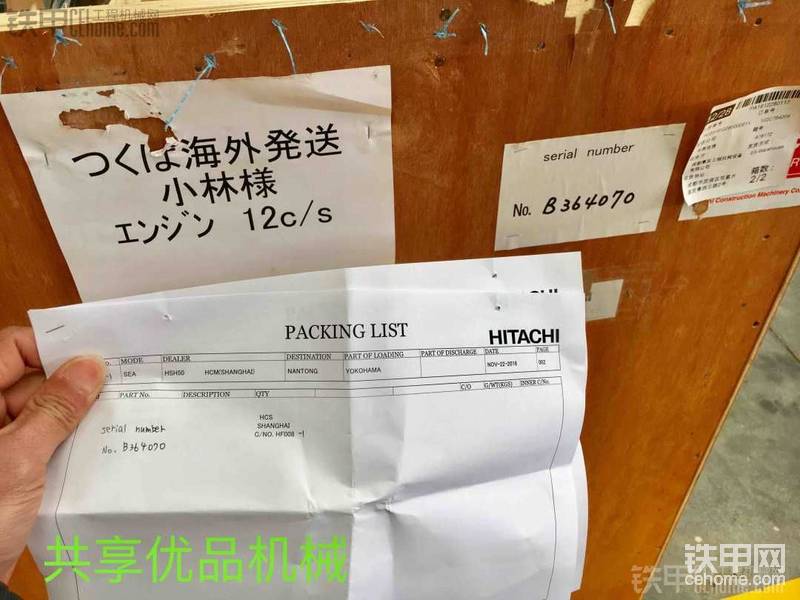 铁甲 工程机械网
cehome.com
つくば海外発送
小林様
エンジン 12c/s
serial number
No. B364070
箱数:
2/2
Construction Machinery Co
PACKING LIST
HITACHI
MODE DEALER DESTINATION PART OF LOADING PART OF DISCHARGE DATE PAGE
SEA HSH50 HCM(SHANGHAI) NANTONG YOKOHAMA NOV-22-2016 002
PART No. DESCRIPTION QTY C/O G/WT(KGS) INNER C/No.
HCS
SHANGHAI
C/NO. HF008 -1
serial number
No. B364070
共享优品机械
铁甲网
cehome.com